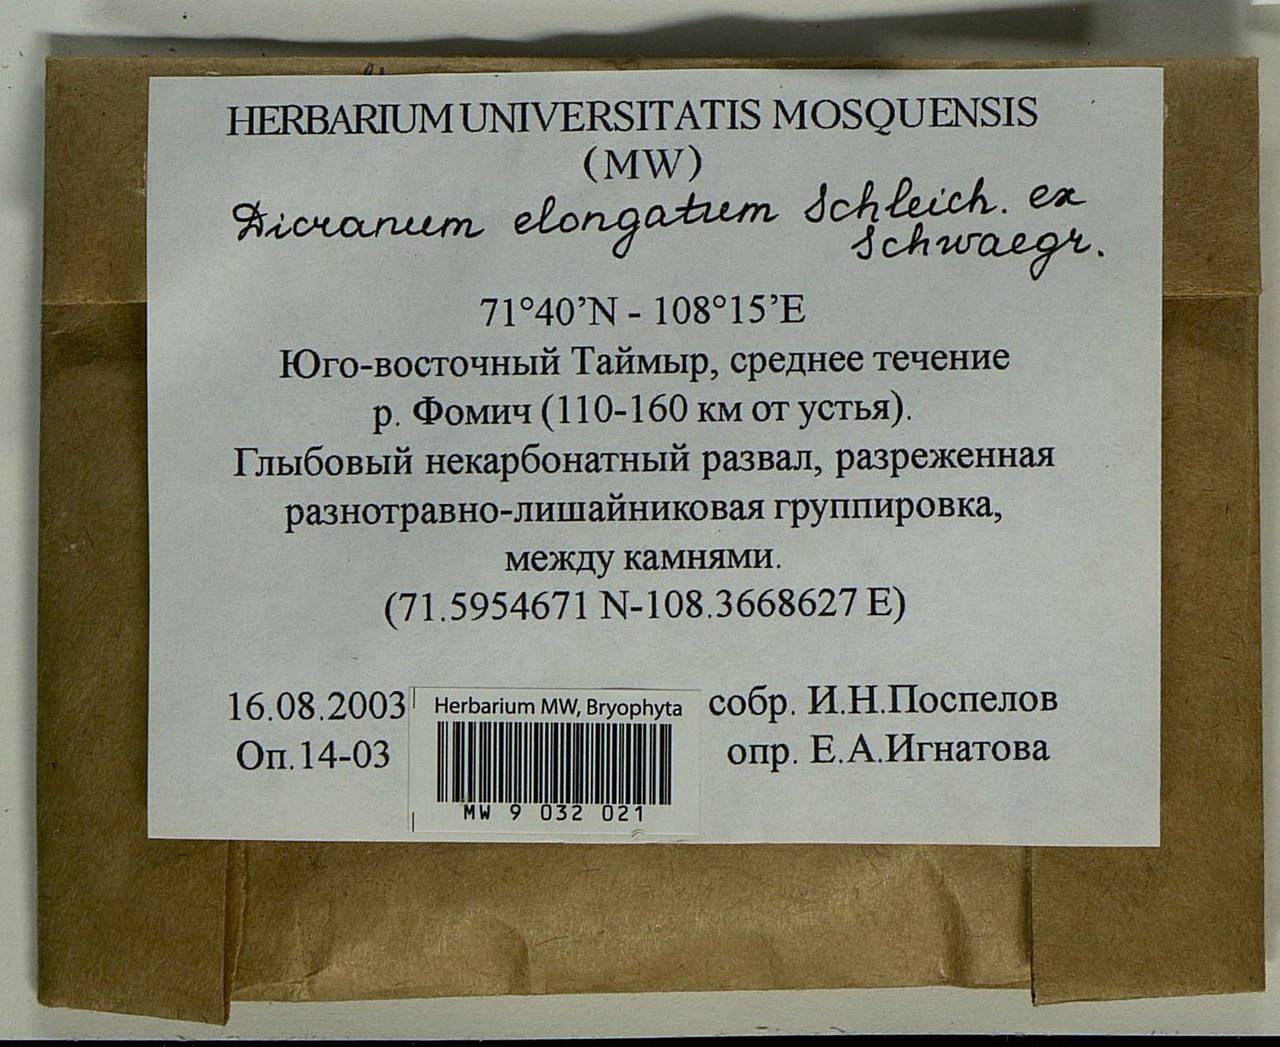 HERBARIUM UNIVERSITATIS MOSQUENSIS
(MW)
Dicranum elongatum Schleich. ex
Schwaegr.
71°40’N - 108°15’E
Юго-восточный Таймыр, среднее течение
р. Фомич (110-160 км от устья).
Глыбовый некарбонатный развал, разреженная
разнотравно-лишайниковая группировка,
между камнями.
(71.5954671 N-108.3668627 E)
16.08.2003 собр. И.Н.Поспелов
Оп.14-03 опр. Е.А.Игнатова
Herbarium MW, Bryophyta
MW 9 032 021